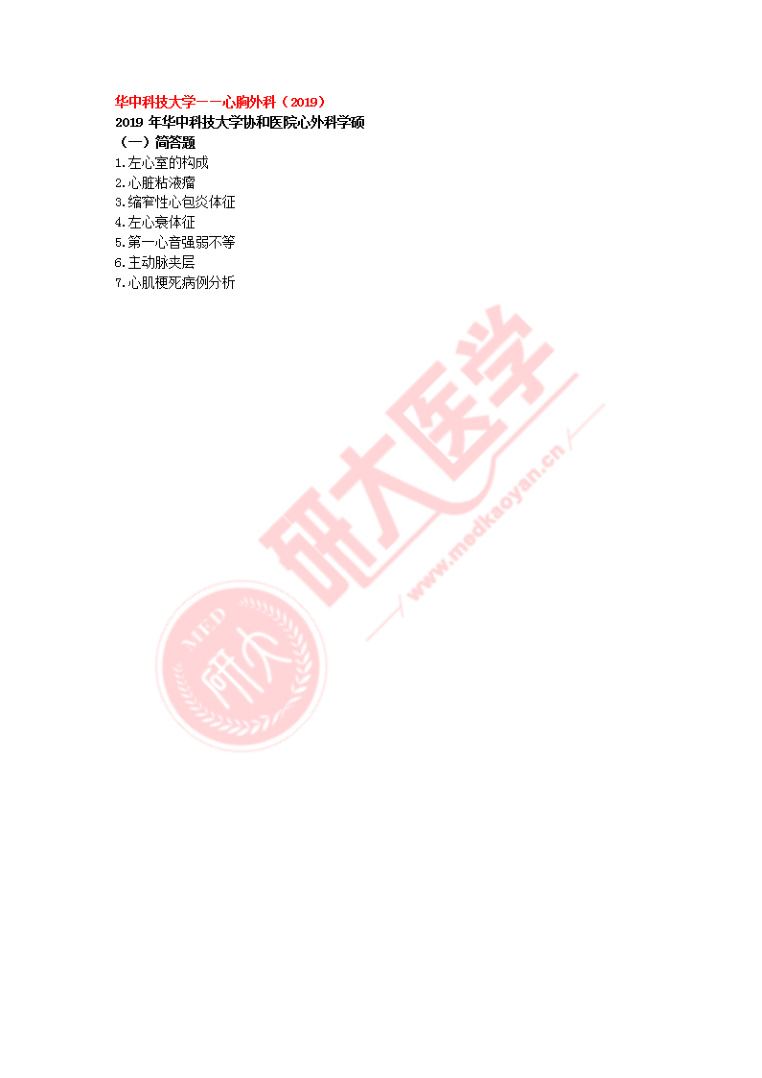 华中科技大学——心胸外科（2019）
2019 年华中科技大学协和医院心外科学硕
（一）简答题
1.左心室的构成
2.心脏粘液瘤
3.缩窄性心包炎体征
4.左心衰体征
5.第一心音强弱不等
6.主动脉夹层
7.心肌梗死病例分析
研大医学
www.medkaoyan.cn
MED
研大